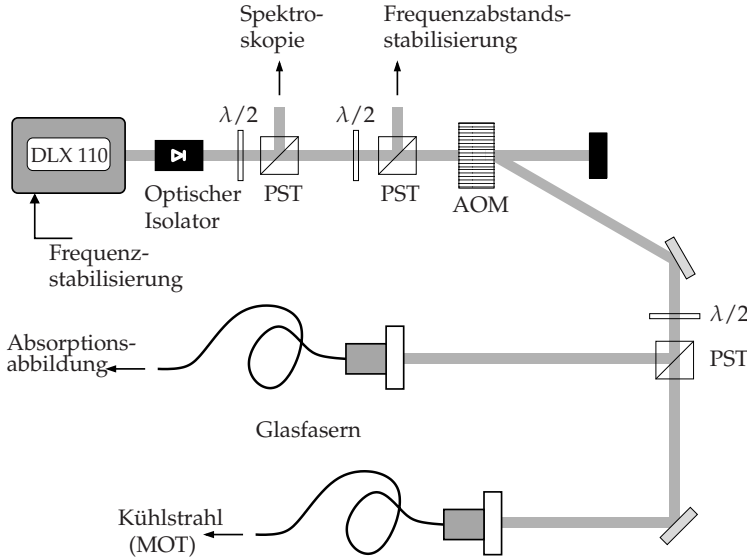 Spektro-
skopie
Frequenzabstands-
stabilisierung
λ/2
λ/2
DLX 110
PST
PST
AOM
Optischer
Isolator
Frequenz-
stabilisierung
λ/2
PST
Absorptions-
abbildung
Glasfasern
Kühlstrahl
(MOT)